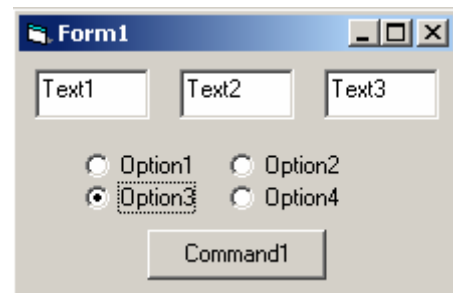 Form1
Text1 Text2 Text3
Option1 Option2
Option3 Option4
Command1